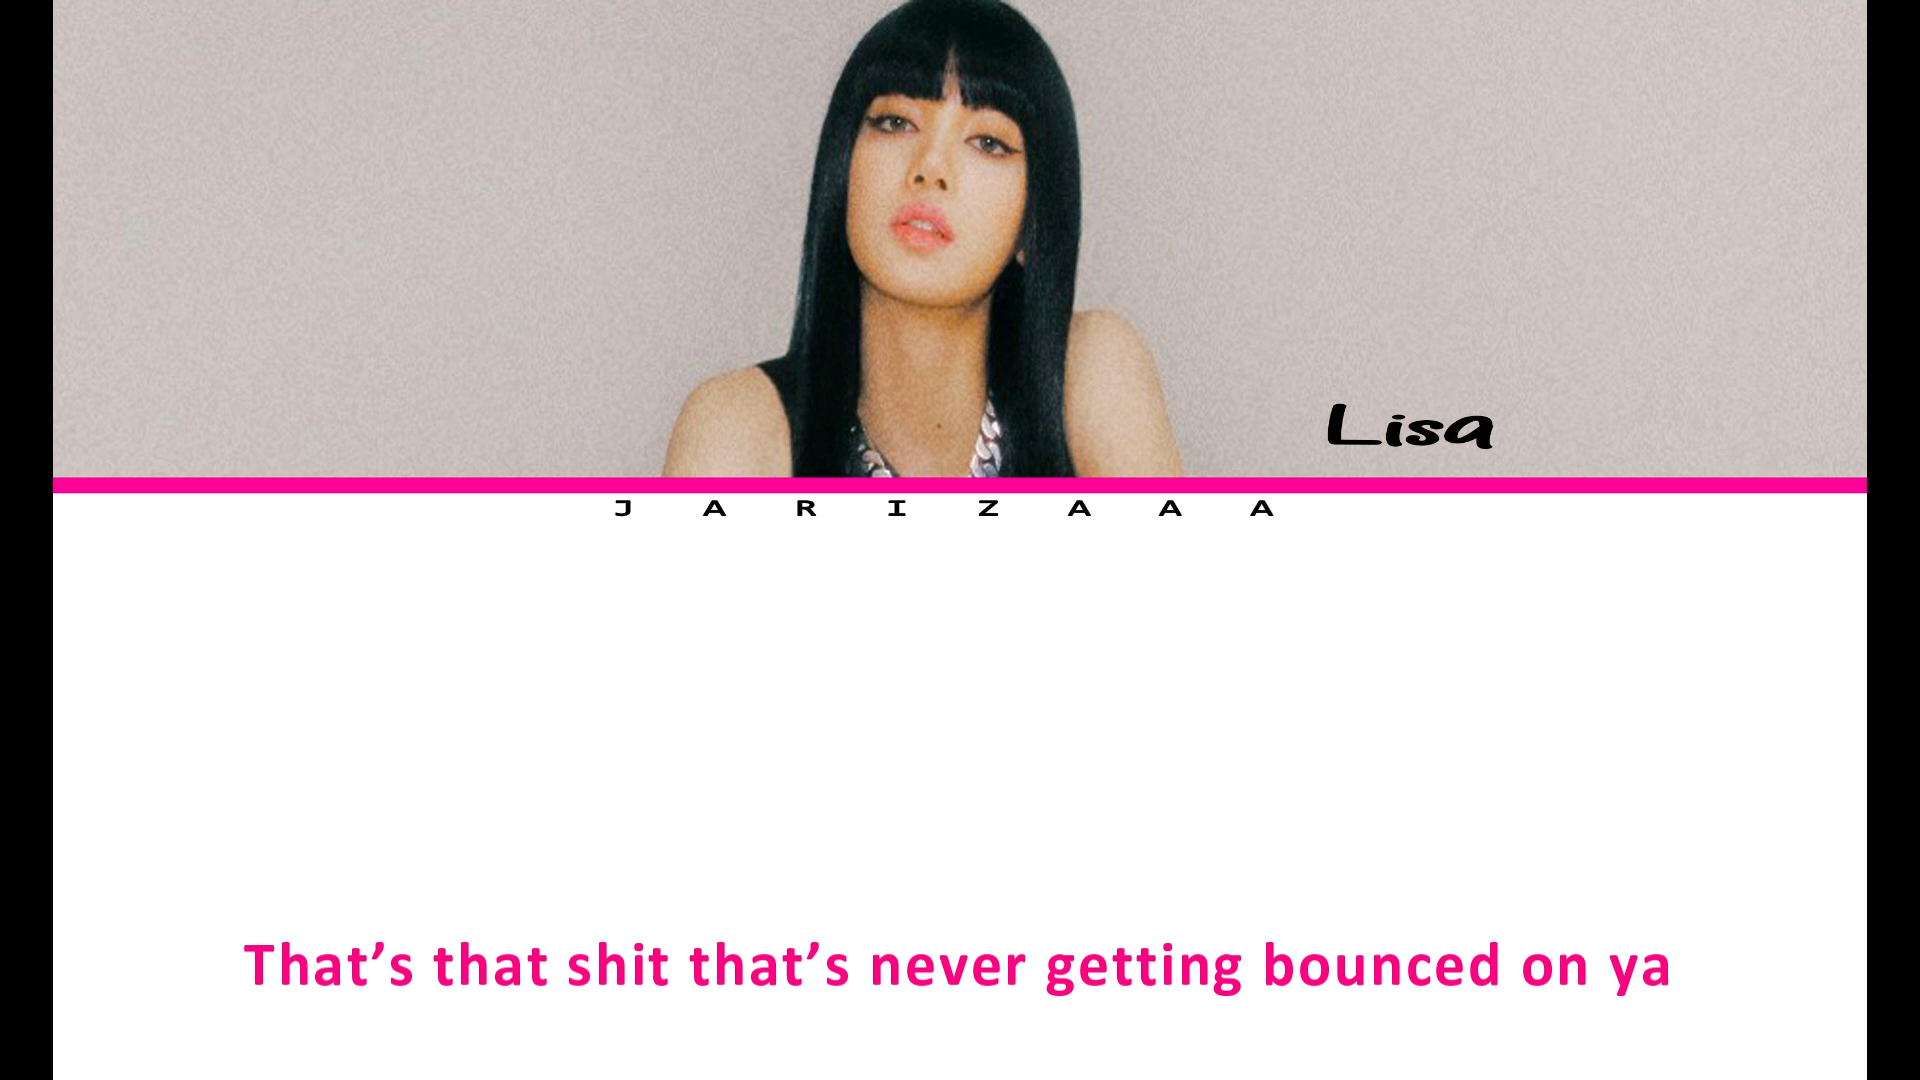 Lisa
J A R I Z A A A
That’s that shit that’s never getting bounced on ya